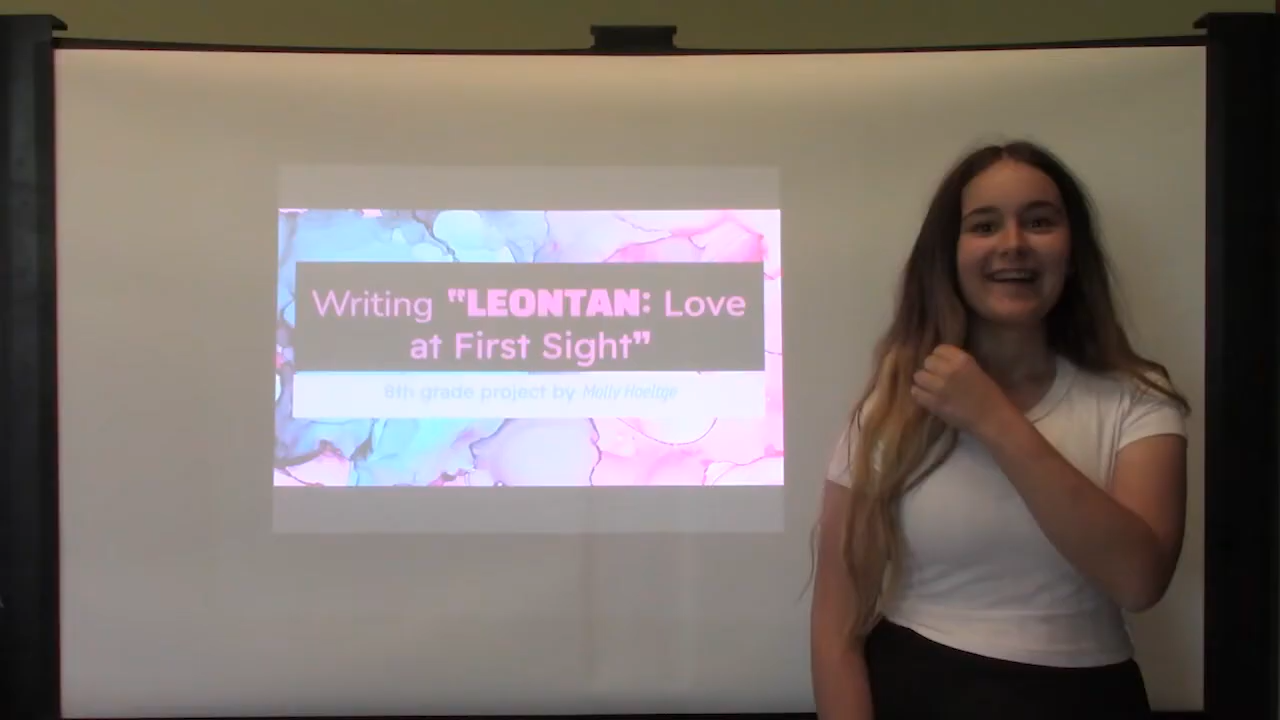 Writing "LEONTAN: Love
at First Sight"
8th grade project by Molly Hoeltge